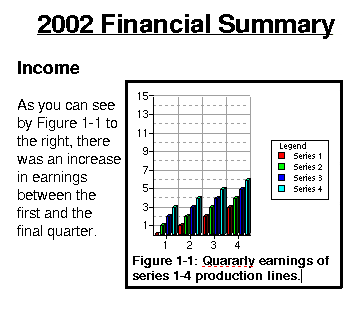 2002 Financial Summary
Income
As you can see
by Figure 1-1 to
the right, there
was an increase
in earnings
between the
first and the
final quarter.
15
13
11
9
7
5
3
1
1 2 3 4
Legend
Series 1
Series 2
Series 3
Series 4
Figure 1-1: Quararly earnings of
series 1-4 production lines.